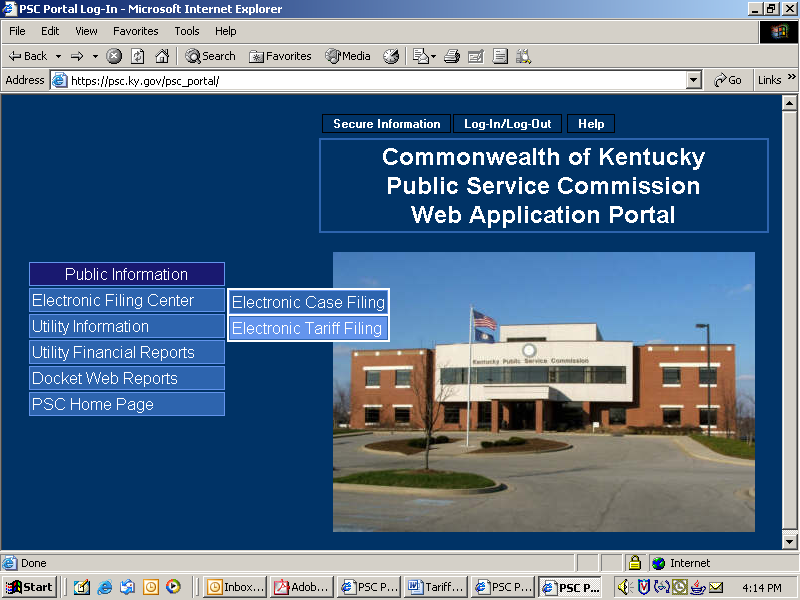 PSC Portal Log-In - Microsoft Internet Explorer
File Edit View Favorites Tools Help
Back Search Favorites Media
Address https://psc.ky.gov/psc_portal/ Go Links »
Secure Information Log-In/Log-Out Help
Commonwealth of Kentucky
Public Service Commission
Web Application Portal
Public Information
Electronic Filing Center
Utility Information
Utility Financial Reports
Docket Web Reports
PSC Home Page
Electronic Case Filing
Electronic Tariff Filing
Kentucky Public Service Commission
Done Internet
Start Inbox... Adob... PSC P... Tariff... PSC P... PSC P... 4:14 PM